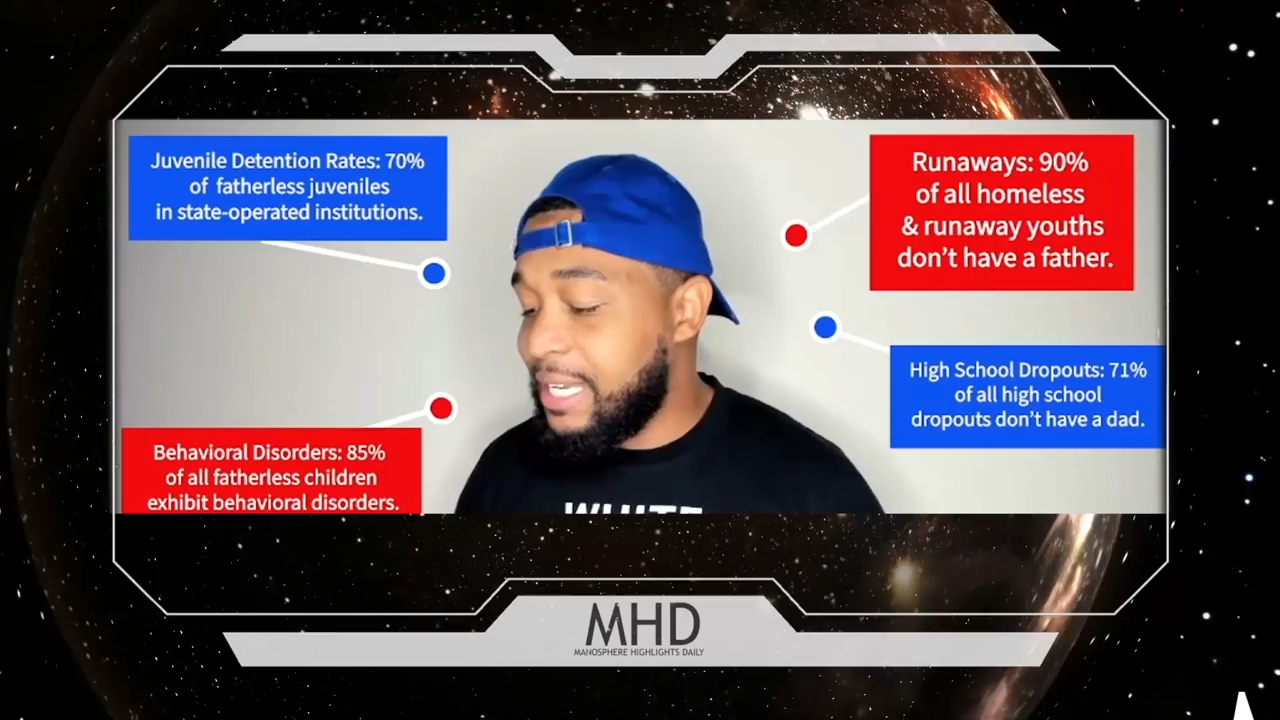 Juvenile Detention Rates: 70%
of fatherless juveniles
in state-operated institutions.
Runaways: 90%
of all homeless
& runaway youths
don't have a father.
High School Dropouts: 71%
of all high school
dropouts don't have a dad.
Behavioral Disorders: 85%
of all fatherless children
exhibit behavioral disorders.
WHITE
MHD
MANOSPHERE HIGHLIGHTS DAILY